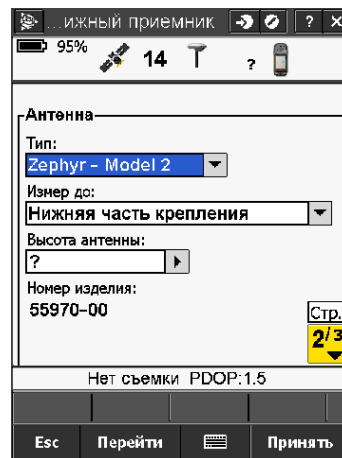 ...ижный приемник ? X
95% 14 ?
Антенна
Тип:
Zephyr - Model 2
Измер до:
Нижняя часть крепления
Высота антенны:
?
Номер изделия:
55970-00
Стр.
2/3
Нет съемки PDOP:1.5
Esc Перейти Принять